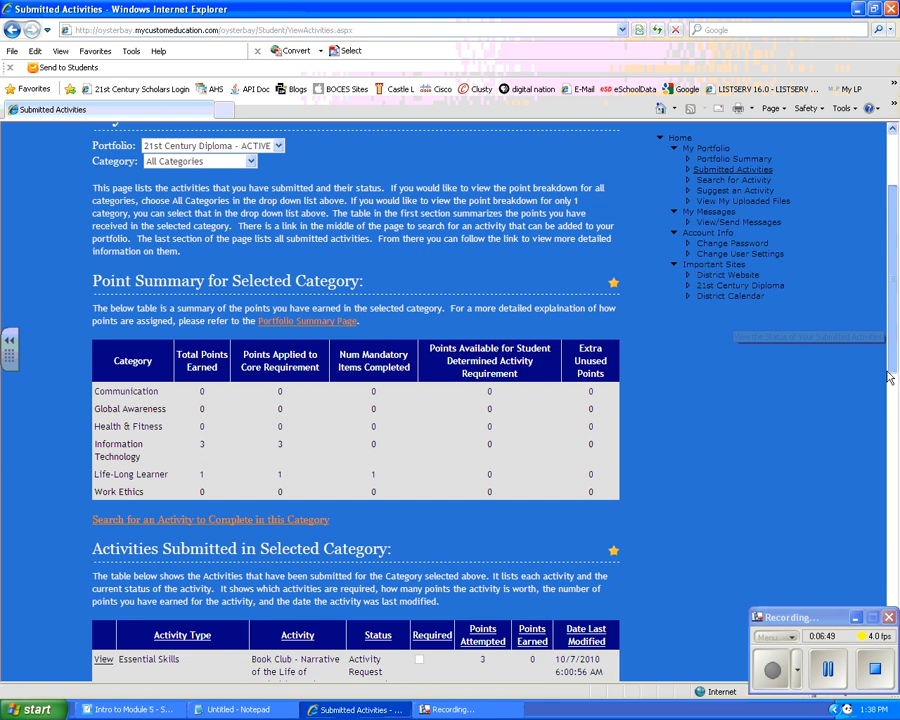 Submitted Activities - Windows Internet Explorer
http://oysterbay.mycustomeducation.com/oysterbay/Student/ViewActivities.aspx
Google
File Edit View Favorites Tools Help
Convert Select
Send to Students
Favorites 21st Century Scholars Login AHS API Doc Blogs BOCES Sites Castle L Cisco Clusty digital nation E-Mail eSchoolData Google LISTSERV 16.0 - LISTSERV ... My LP
Submitted Activities
Page Safety Tools
Portfolio: 21st Century Diploma - ACTIVE
Category: All Categories
This page lists the activities that you have submitted and their status. If you would like to view the point breakdown for all
categories, choose All Categories in the drop down list above. If you would like to view the point breakdown for only 1
category, you can select that in the drop down list above. The table in the first section summarizes the points you have
received in the selected category. There is a link in the middle of the page to search for an activity that can be added to your
portfolio. The last section of the page lists all submitted activities. From there you can follow the link to view more detailed
information on them.
Home
My Portfolio
Portfolio Summary
Submitted Activities
Search for Activity
Suggest an Activity
View My Uploaded Files
My Messages
View/Send Messages
Account Info
Change Password
Change User Settings
Important Sites
District Website
21st Century Diploma
District Calendar
View the Status of Your Submitted Activities
Point Summary for Selected Category:
The below table is a summary of the points you have earned in the selected category. For a more detailed explaination of how
points are assigned, please refer to the Portfolio Summary Page.
Category Total Points Earned Points Applied to Core Requirement Num Mandatory Items Completed Points Available for Student Determined Activity Requirement Extra Unused Points
Communication 0 0 0 0 0
Global Awareness 0 0 0 0 0
Health & Fitness 0 0 0 0 0
Information Technology 3 3 0 0 0
Life-Long Learner 1 1 1 0 0
Work Ethics 0 0 0 0 0
Search for an Activity to Complete in this Category
Activities Submitted in Selected Category:
The table below shows the Activities that have been submitted for the Category selected above. It lists each activity and the
current status of the activity. It shows which activities are required, how many points the activity is worth, the number of
points you have earned for the activity, and the date the activity was last modified.
Activity Type Activity Status Required Points Attempted Points Earned Date Last Modified
View Essential Skills Book Club - Narrative of the Life of Activity Request 3 0 10/7/2010 6:00:56 AM
Recording...
Menu 0:06:49 4.0 fps
Internet
start Intro to Module 5 - S... Untitled - Notepad Submitted Activities - ... Recording... 1:38 PM